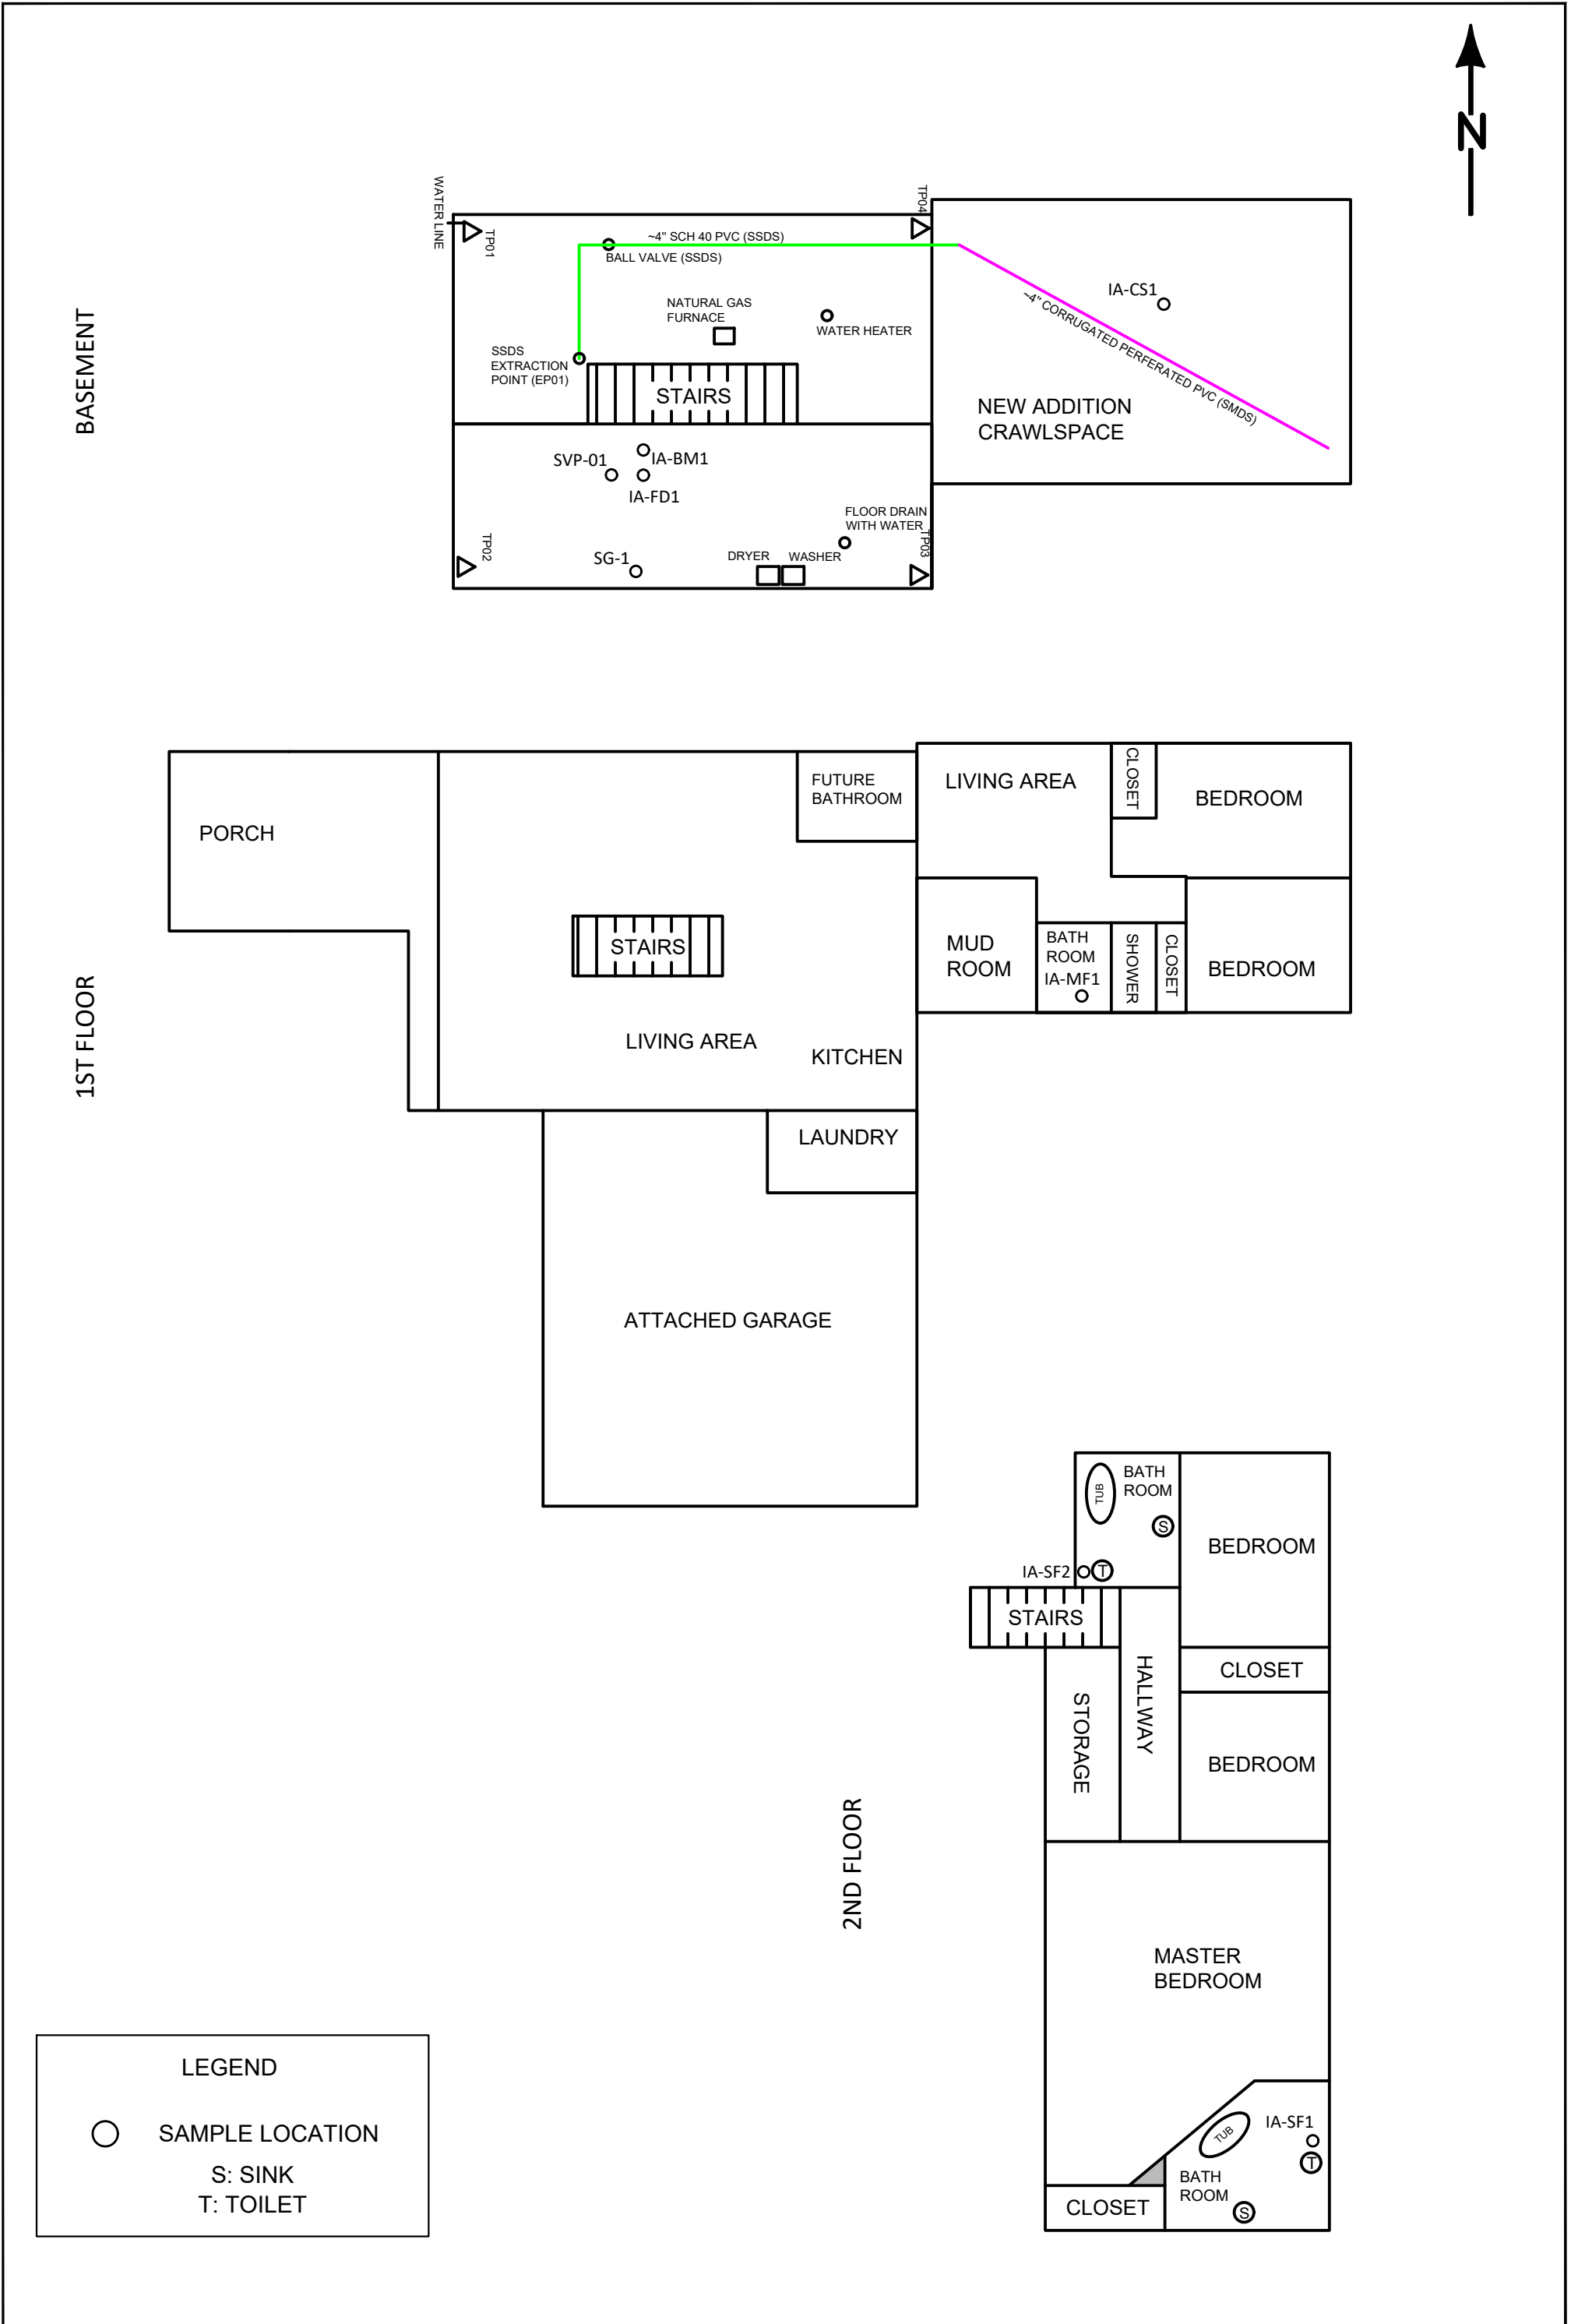 N
BASEMENT
WATER LINE
TP01
TP04
~4" SCH 40 PVC (SSDS)
BALL VALVE (SSDS)
NATURAL GAS
FURNACE
WATER HEATER
SSDS
EXTRACTION
POINT (EP01)
STAIRS
IA-CS1
~4" CORRUGATED PERFERATED PVC (SMDS)
NEW ADDITION
CRAWLSPACE
SVP-01
IA-BM1
IA-FD1
FLOOR DRAIN
WITH WATER
TP02
SG-1
DRYER
WASHER
TP03
1ST FLOOR
PORCH
FUTURE
BATHROOM
LIVING AREA
CLOSET
BEDROOM
STAIRS
MUD
ROOM
BATH
ROOM
IA-MF1
SHOWER
CLOSET
BEDROOM
LIVING AREA
KITCHEN
LAUNDRY
ATTACHED GARAGE
2ND FLOOR
TUB
BATH
ROOM
S
BEDROOM
IA-SF2
T
STAIRS
HALLWAY
CLOSET
STORAGE
BEDROOM
MASTER
BEDROOM
TUB
IA-SF1
T
BATH
ROOM
S
CLOSET
LEGEND
SAMPLE LOCATION
S: SINK
T: TOILET